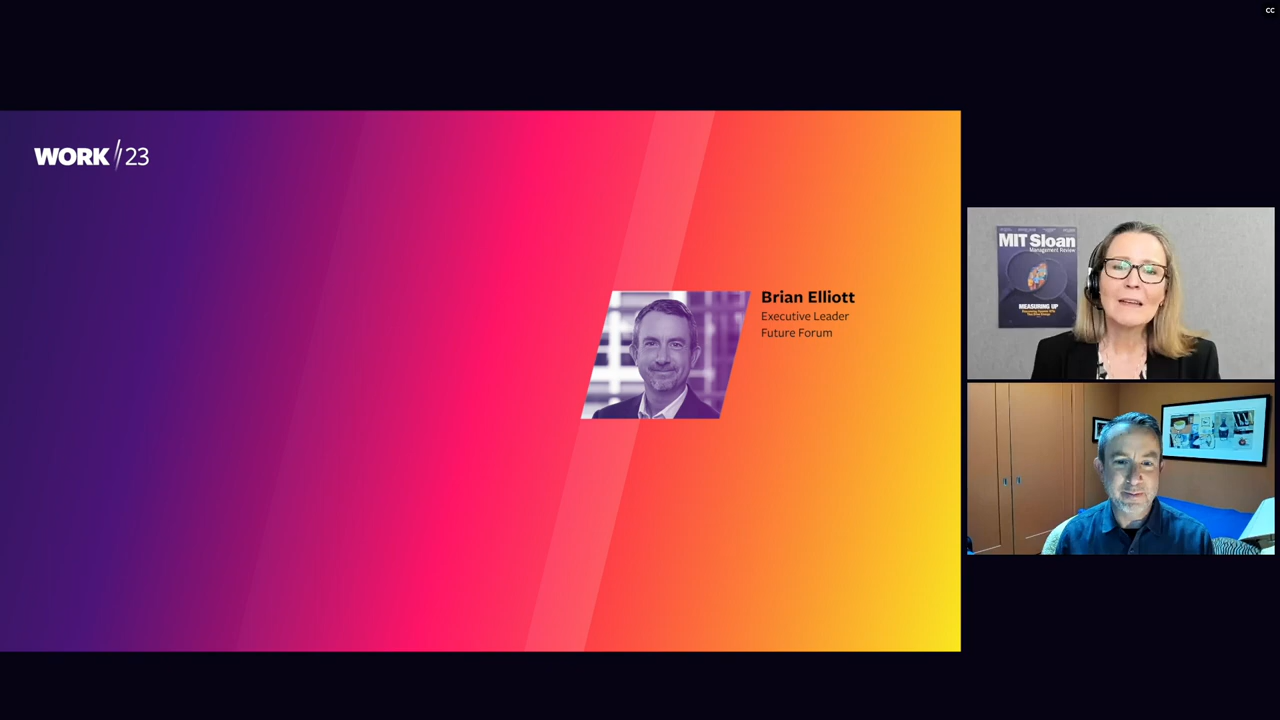 CC
WORK/23
Brian Elliott
Executive Leader
Future Forum
MIT Sloan
Management Review
MEASURING UP